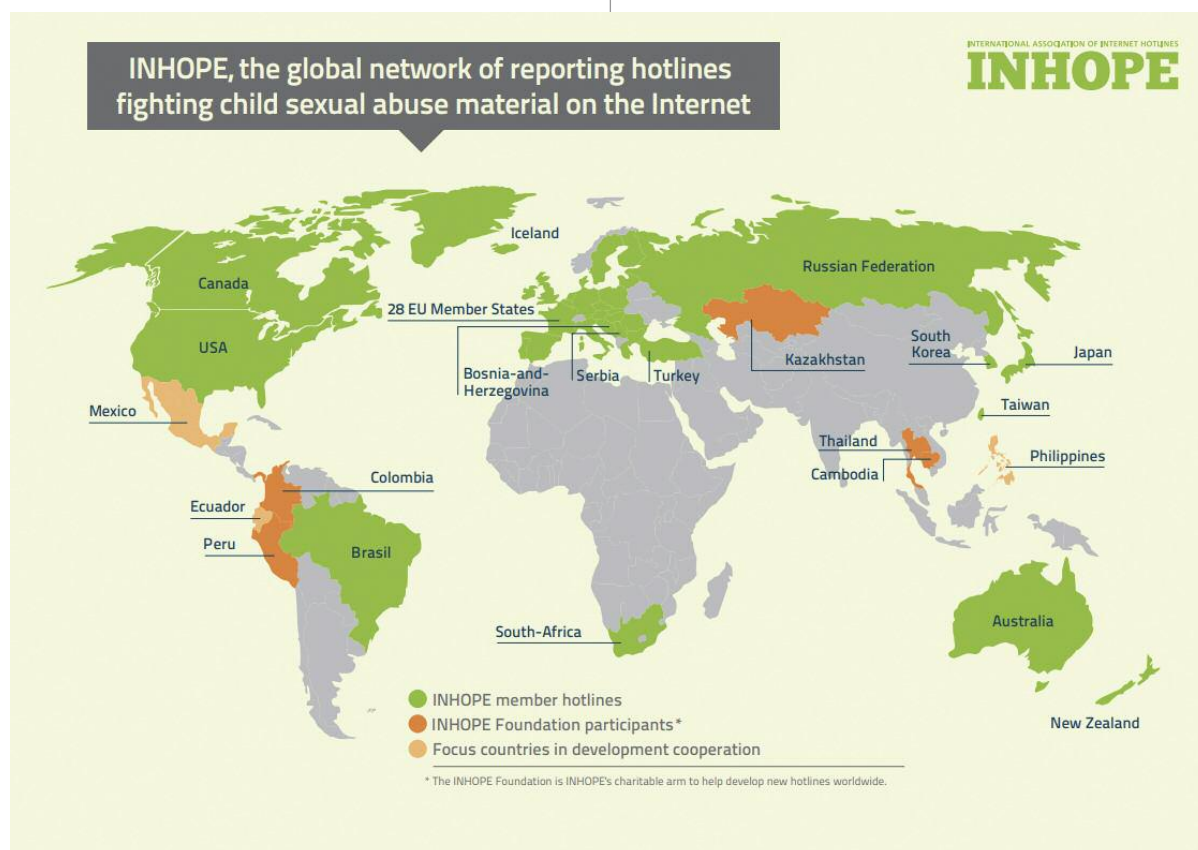 INHOPE, the global network of reporting hotlines
fighting child sexual abuse material on the Internet
INTERNATIONAL ASSOCIATION OF INTERNET HOTLINES
INHOPE
Iceland
Canada
Russian Federation
28 EU Member States
USA
South
Korea
Japan
Kazakhstan
Bosnia-and-
Herzegovina
Serbia
Turkey
Mexico
Taiwan
Thailand
Cambodia
Philippines
Colombia
Ecuador
Peru
Brasil
Australia
South-Africa
New Zealand
INHOPE member hotlines
INHOPE Foundation participants*
Focus countries in development cooperation
* The INHOPE Foundation is INHOPE's charitable arm to help develop new hotlines worldwide.